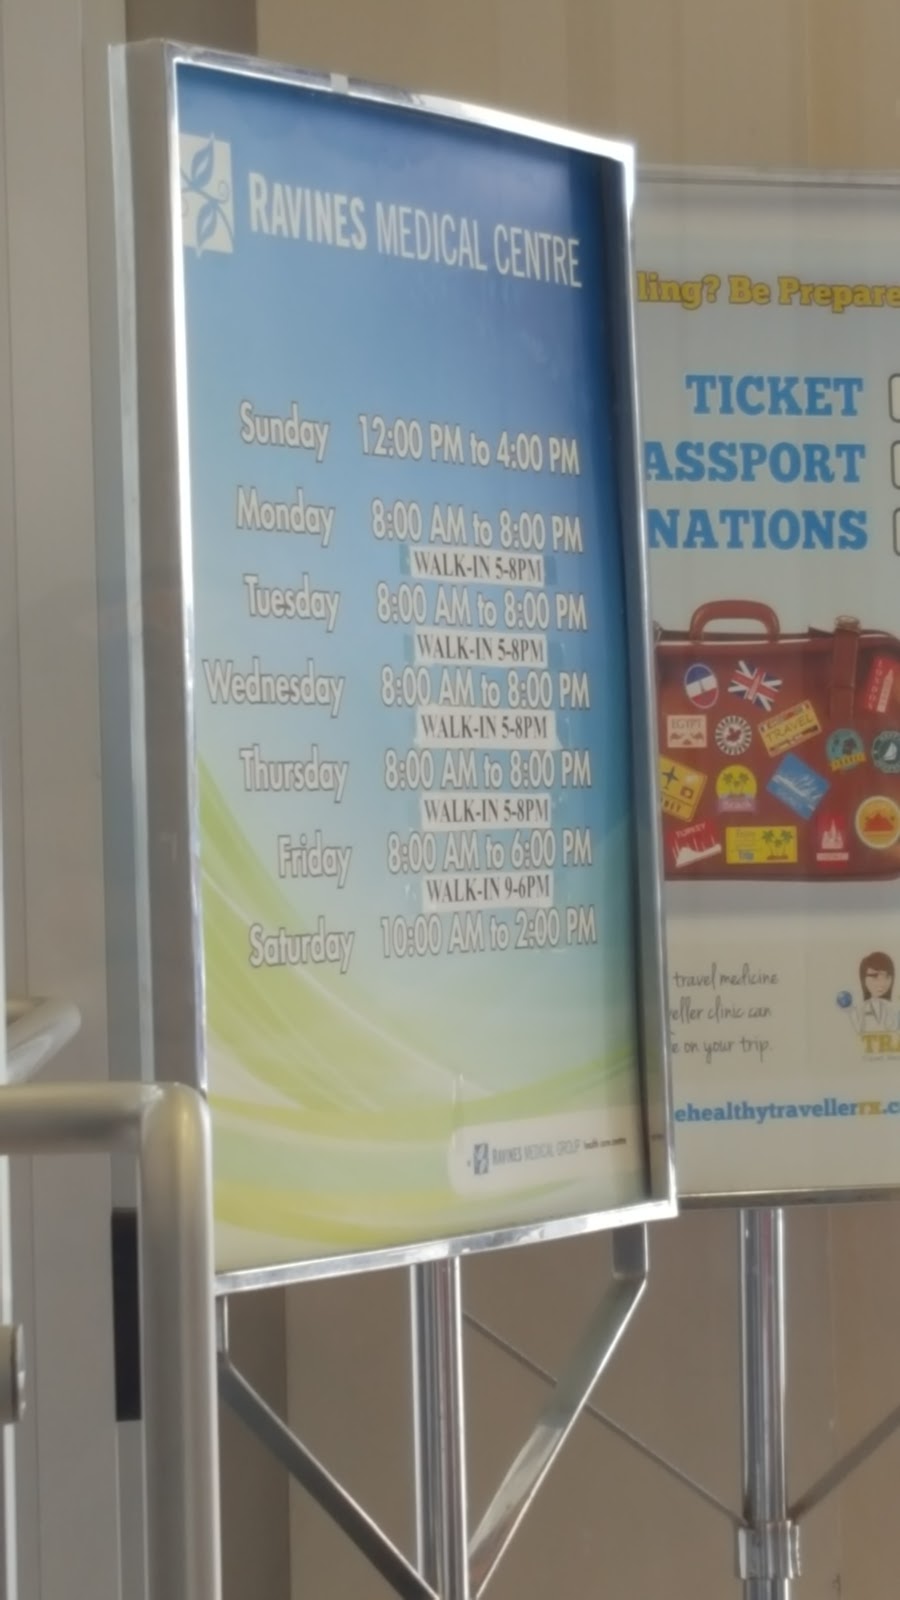 RAVINES MEDICAL CENTRE
Sunday 12:00 PM to 4:00 PM
Monday 8:00 AM to 8:00 PM
WALK-IN 5-8PM
Tuesday 8:00 AM to 8:00 PM
WALK-IN 5-8PM
Wednesday 8:00 AM to 8:00 PM
WALK-IN 5-8PM
Thursday 8:00 AM to 8:00 PM
WALK-IN 5-8PM
Friday 8:00 AM to 6:00 PM
WALK-IN 9-6PM
Saturday 10:00 AM to 2:00 PM
RAVINES MEDICAL GROUP
ling? Be Prepare
TICKET
ASSPORT
NATIONS
EGYPT
TRAVEL
Beach
TURKEY
travel medicine
eller clinic can
e on your trip.
TRA
ehealthytravellerrx.c